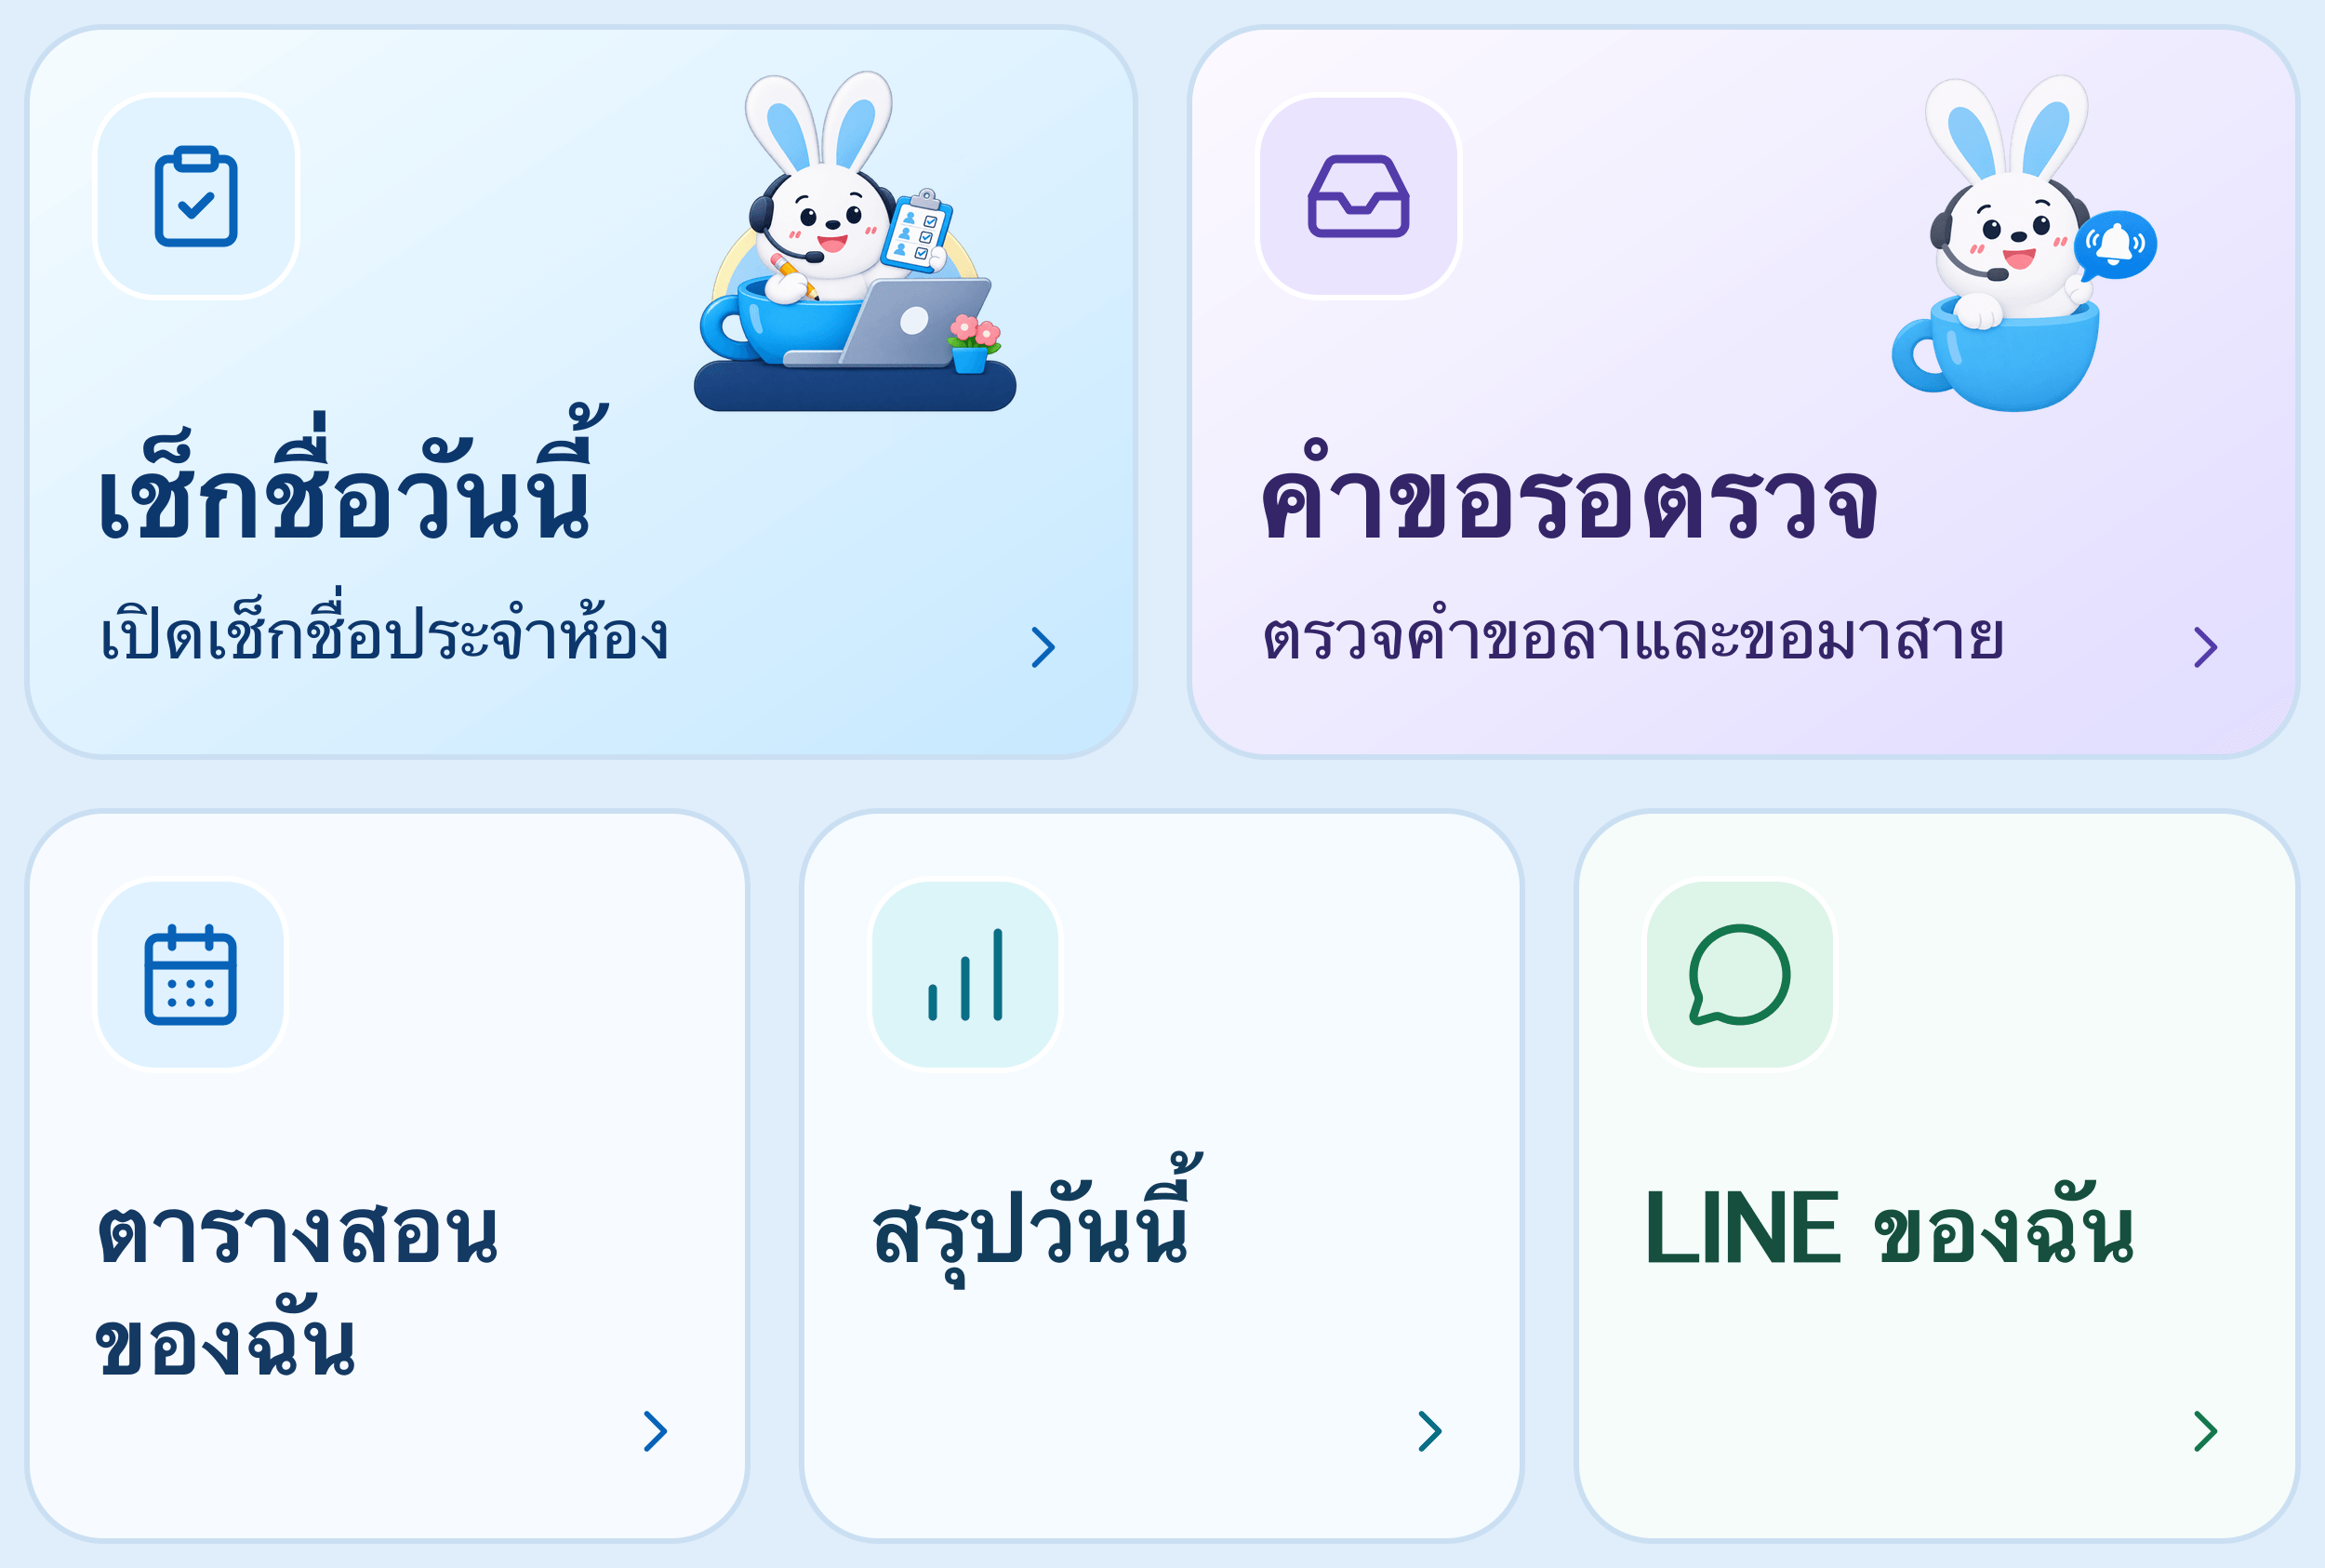 เช็กชื่อวันนี้
เปิดเช็กชื่อประจำห้อง
คำขอรอตรวจ
ตรวจคำขอลาและขอมาสาย
ตารางสอน
ของฉัน
สรุปวันนี้
LINE ของฉัน